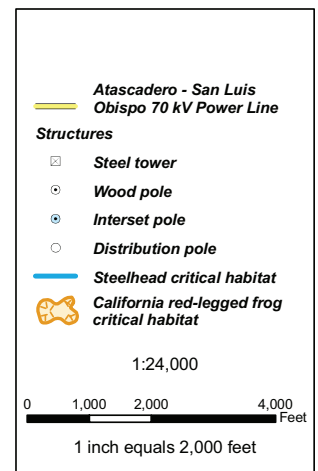 Atascadero - San Luis
Obispo 70 kV Power Line
Structures
Steel tower
Wood pole
Interset pole
Distribution pole
Steelhead critical habitat
California red-legged frog
critical habitat
1:24,000
0 1,000 2,000 4,000
Feet
1 inch equals 2,000 feet